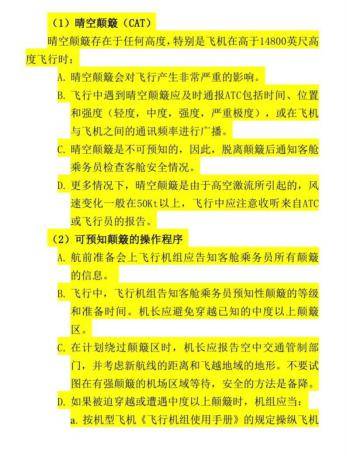 （1）晴空颠簸（CAT）
晴空颠簸存在于任何高度，特别是飞机在高于14800英尺高
度飞行时：
A. 晴空颠簸会对飞行产生非常严重的影响。
B. 飞行中遇到晴空颠簸应及时通报ATC包括时间、位置
和强度（轻度，中度，强度，严重极度），或在飞机
与飞机之间的通讯频率进行广播。
C. 晴空颠簸是不可预知的，因此，脱离颠簸后通知客舱
乘务员检查客舱安全情况。
D. 更多情况下，晴空颠簸是由于高空激流所引起的，风
速变化一般在50Kt以上，飞行中应注意收听来自ATC
或飞行员的报告。
（2）可预知颠簸的操作程序
A. 航前准备会上飞行机组应告知客舱乘务员所有颠簸
的信息。
B. 飞行中，飞行机组告知客舱乘务员预知性颠簸的等级
和准备时间。机长应避免穿越已知的中度以上颠簸
区。
C. 在计划绕过颠簸区时，机长应报告空中交通管制部
门，并考虑新航线的距离和飞越地域的地形。不要试
图在有强颠簸的机场区域等待，安全的方法是备降。
D. 如果被迫穿越或遭遇中度以上颠簸时，机组应当：
a. 按机型飞机《飞行机组使用手册》的规定操纵飞机